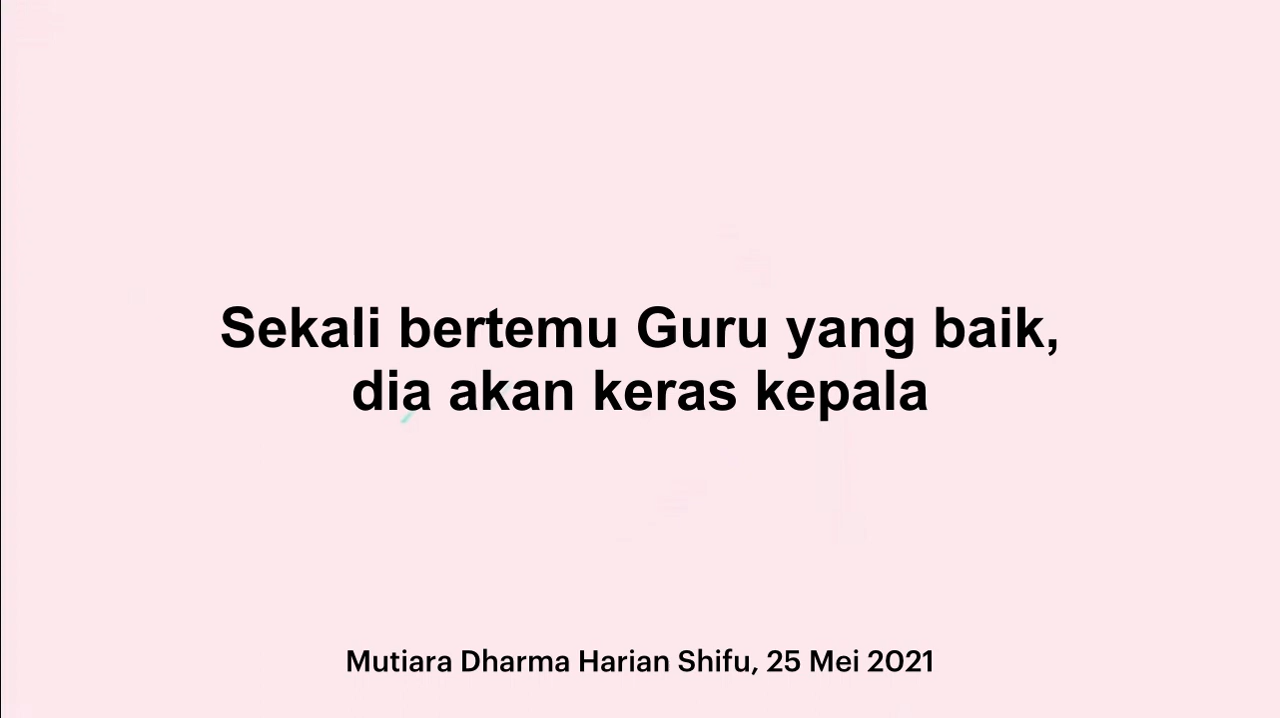 Sekali bertemu Guru yang baik,
dia akan keras kepala
Mutiara Dharma Harian Shifu, 25 Mei 2021